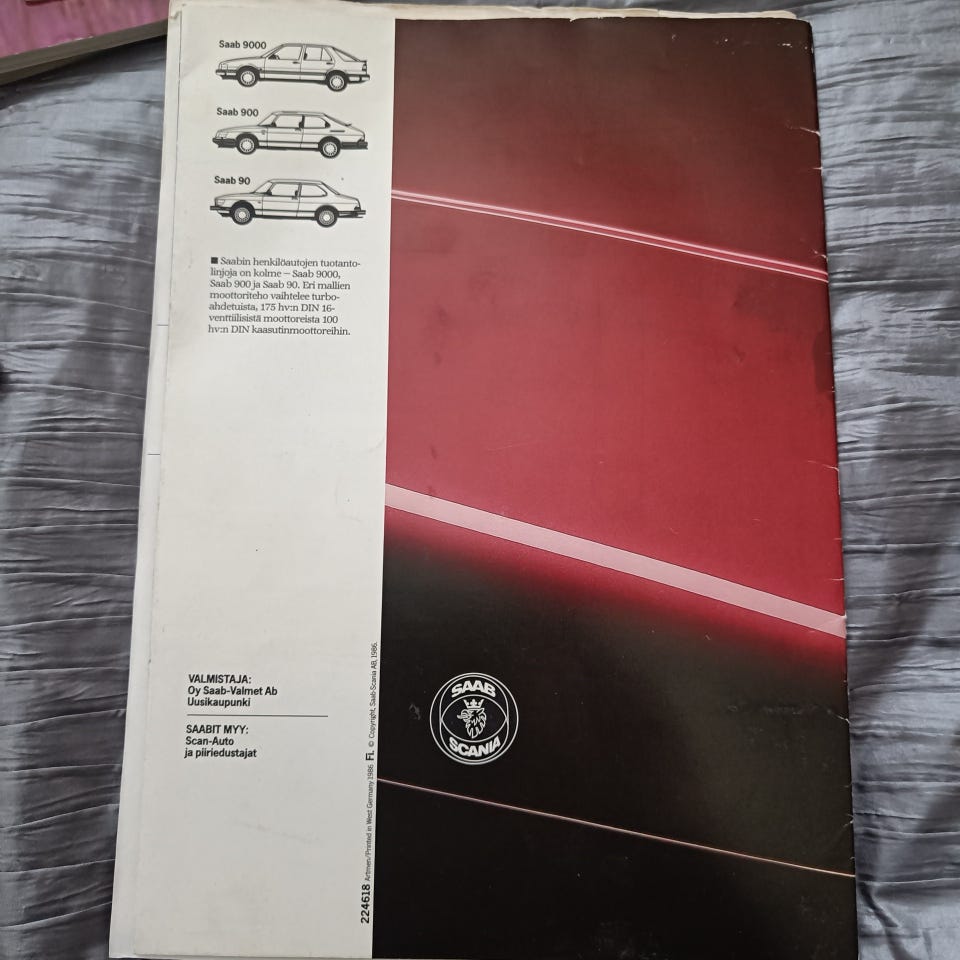 Saab 9000
Saab 900
Saab 90
■ Saabin henkilöautojen tuotanto-
linjoja on kolme – Saab 9000,
Saab 900 ja Saab 90. Eri mallien
moottoriteho vaihtelee turbo-
ahdetuista, 175 hv:n DIN 16-
venttiilisistä moottoreista 100
hv:n DIN kaasutinmoottoreihin.
VALMISTAJA:
Oy Saab-Valmet Ab
Uusikaupunki
SAABIT MYY:
Scan-Auto
ja piiriedustajat
224618 Artmen/Printed in West Germany 1986 Fi. © Copyright, Saab-Scania AB, 1986.
SAAB
SCANIA